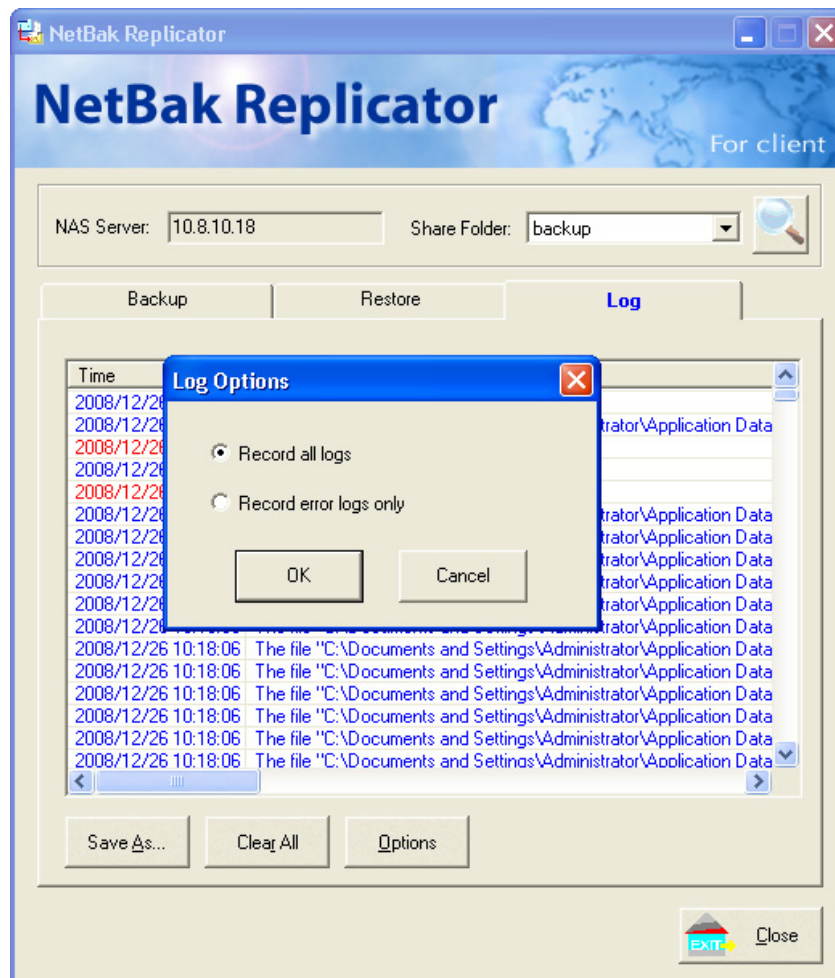 NetBak Replicator
NetBak Replicator
For client
NAS Server: 10.8.10.18 Share Folder: backup
Backup Restore Log
Time
Log Options
Record all logs
Record error logs only
OK Cancel
2008/12/26
2008/12/26 trator\Application Data
2008/12/26
2008/12/26
2008/12/26
2008/12/26 trator\Application Data
2008/12/26 trator\Application Data
2008/12/26 trator\Application Data
2008/12/26 trator\Application Data
2008/12/26 trator\Application Data
2008/12/26 trator\Application Data
2008/12/26 10:18:06 The file "C:\Documents and Settings\Administrator\Application Data
2008/12/26 10:18:06 The file "C:\Documents and Settings\Administrator\Application Data
2008/12/26 10:18:06 The file "C:\Documents and Settings\Administrator\Application Data
2008/12/26 10:18:06 The file "C:\Documents and Settings\Administrator\Application Data
2008/12/26 10:18:06 The file "C:\Documents and Settings\Administrator\Application Data
2008/12/26 10:18:06 The file "C:\Documents and Settings\Administrator\Application Data
Save As... Clear All Options
EXIT Close